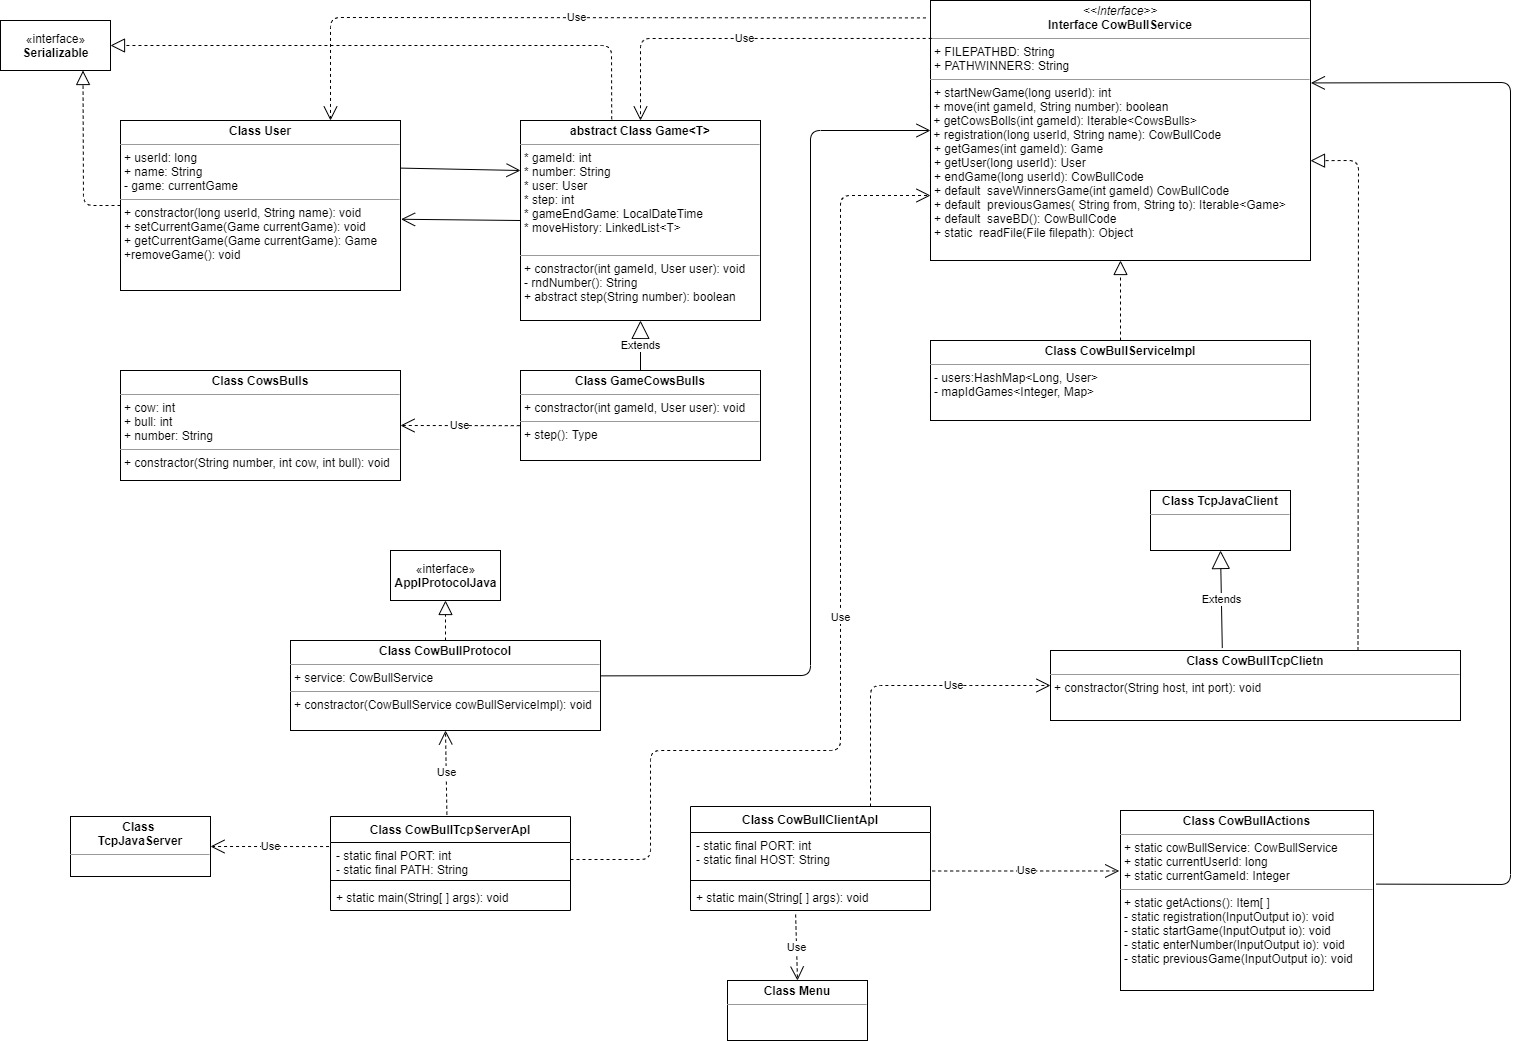 <<Interface>>
Interface CowBullService
+ FILEPATHBD: String
+ PATHWINNERS: String
+ startNewGame(long userId): int
+ move(int gameId, String number): boolean
+ getCowsBolls(int gameId): Iterable<CowsBulls>
+ registration(long userId, String name): CowBullCode
+ getGames(int gameId): Game
+ getUser(long userId): User
+ endGame(long userId): CowBullCode
+ default  saveWinnersGame(int gameId) CowBullCode
+ default  previousGames( String from, String to): Iterable<Game>
+ default  saveBD(): CowBullCode
+ static  readFile(File filepath): Object
Use
Use
«interface»
Serializable
Class User
+ userId: long
+ name: String
- game: currentGame
+ constractor(long userId, String name): void
+ setCurrentGame(Game currentGame): void
+ getCurrentGame(Game currentGame): Game
+removeGame(): void
abstract Class Game<T>
* gameId: int
* number: String
* user: User
* step: int
* gameEndGame: LocalDateTime
* moveHistory: LinkedList<T>
+ constractor(int gameId, User user): void
- rndNumber(): String
+ abstract step(String number): boolean
Extends
Class CowBullServiceImpl
- users:HashMap<Long, User>
- mapIdGames<Integer, Map>
Class CowsBulls
+ cow: int
+ bull: int
+ number: String
+ constractor(String number, int cow, int bull): void
Use
Class GameCowsBulls
+ constractor(int gameId, User user): void
+ step(): Type
Class TcpJavaClient
Extends
«interface»
ApplProtocolJava
Class CowBullProtocol
+ service: CowBullService
+ constractor(CowBullService cowBullServiceImpl): void
Use
Class CowBullTcpClietn
+ constractor(String host, int port): void
Use
Use
Class
TcpJavaServer
Use
Class CowBullTcpServerApl
- static final PORT: int
- static final PATH: String
+ static main(String[ ] args): void
Class CowBullClientApl
- static final PORT: int
- static final HOST: String
+ static main(String[ ] args): void
Use
Class CowBullActions
+ static cowBullService: CowBullService
+ static currentUserId: long
+ static currentGameId: Integer
+ static getActions(): Item[ ]
- static registration(InputOutput io): void
- static startGame(InputOutput io): void
- static enterNumber(InputOutput io): void
- static previousGame(InputOutput io): void
Use
Class Menu